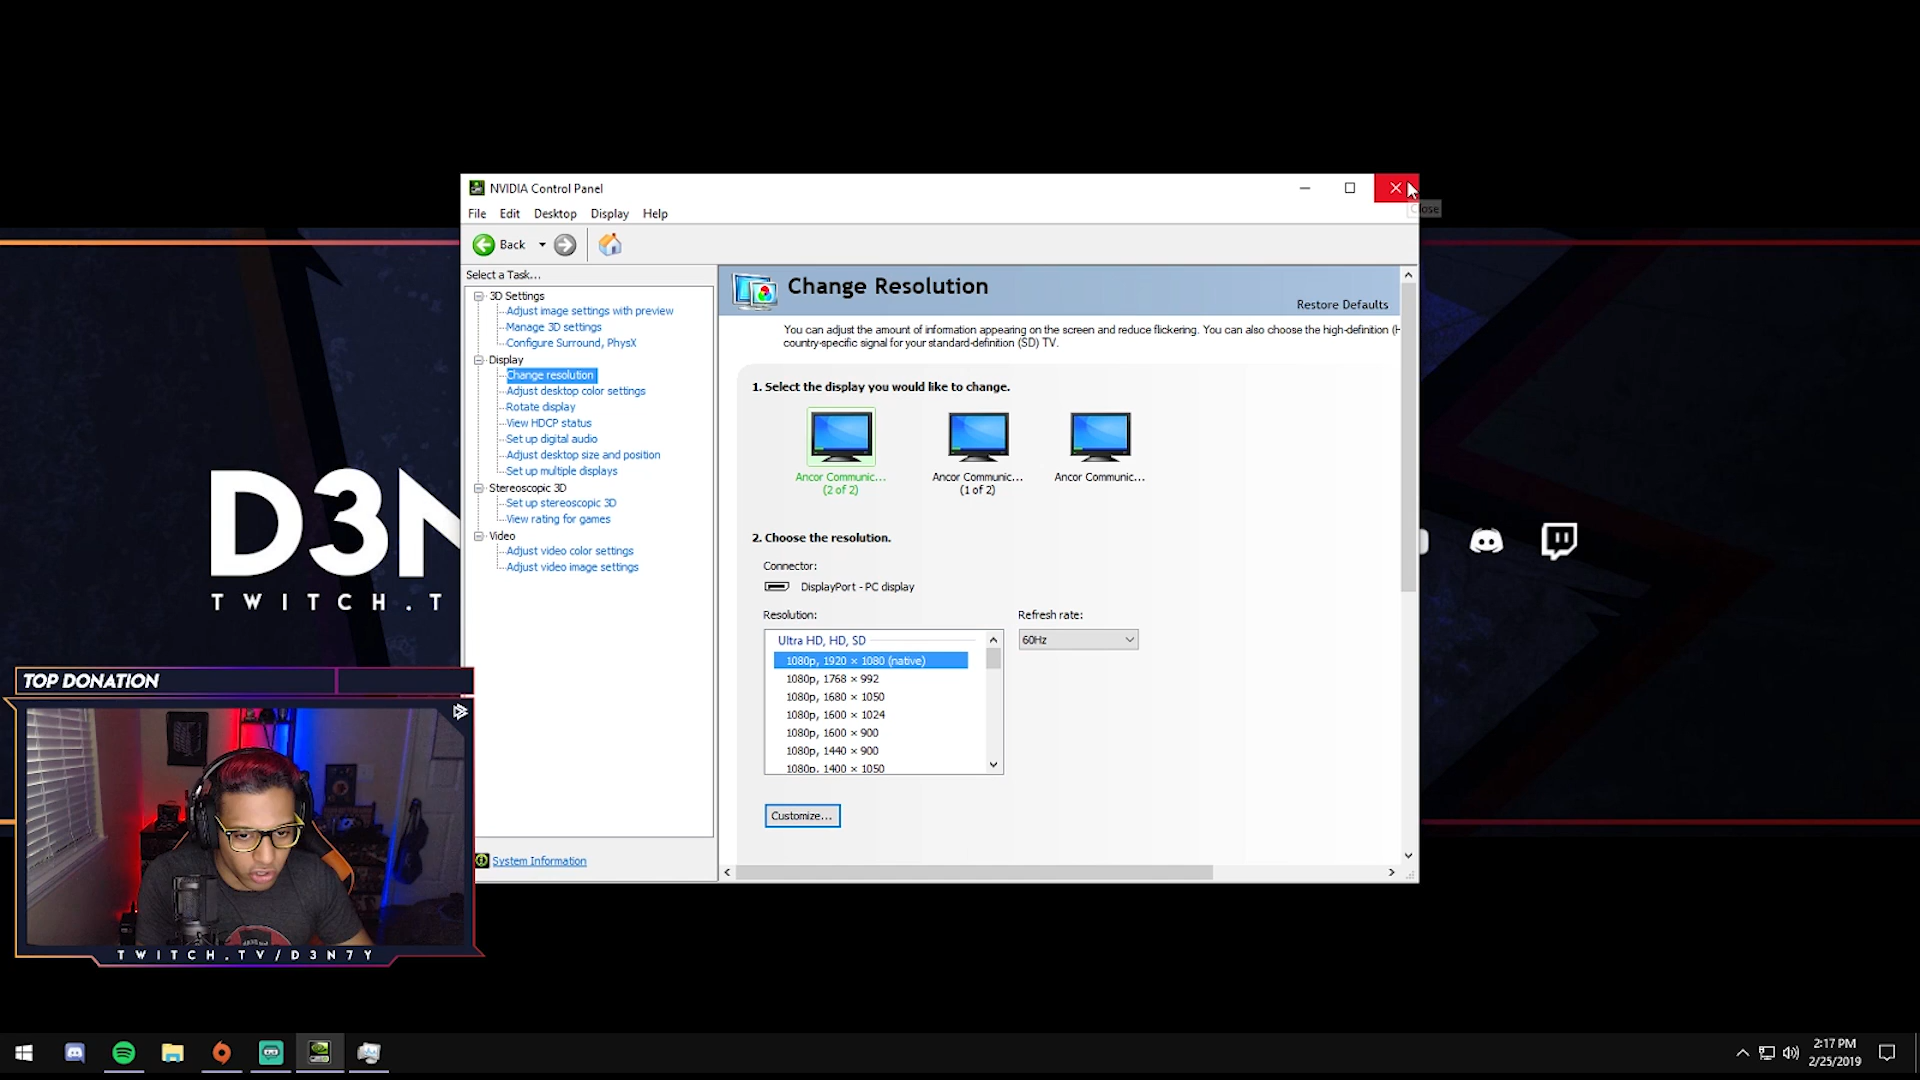 NVIDIA Control Panel
File Edit Desktop Display Help
Close
Back
Select a Task...
3D Settings
Adjust image settings with preview
Manage 3D settings
Configure Surround, PhysX
Display
Change resolution
Adjust desktop color settings
Rotate display
View HDCP status
Set up digital audio
Adjust desktop size and position
Set up multiple displays
Stereoscopic 3D
Set up stereoscopic 3D
View rating for games
Video
Adjust video color settings
Adjust video image settings
System Information
Change Resolution
Restore Defaults
You can adjust the amount of information appearing on the screen and reduce flickering. You can also choose the high-definition (H
country-specific signal for your standard-definition (SD) TV.
1. Select the display you would like to change.
Ancor Communic...
(2 of 2)
Ancor Communic...
(1 of 2)
Ancor Communic...
2. Choose the resolution.
Connector:
DisplayPort - PC display
Resolution:
Refresh rate:
Ultra HD, HD, SD
60Hz
1080p, 1920 × 1080 (native)
1080p, 1768 × 992
1080p, 1680 × 1050
1080p, 1600 × 1024
1080p, 1600 × 900
1080p, 1440 × 900
1080p, 1400 × 1050
Customize...
D3N
TWITCH.T
TOP DONATION
TWITCH.TV/D3N7Y
2:17 PM
2/25/2019